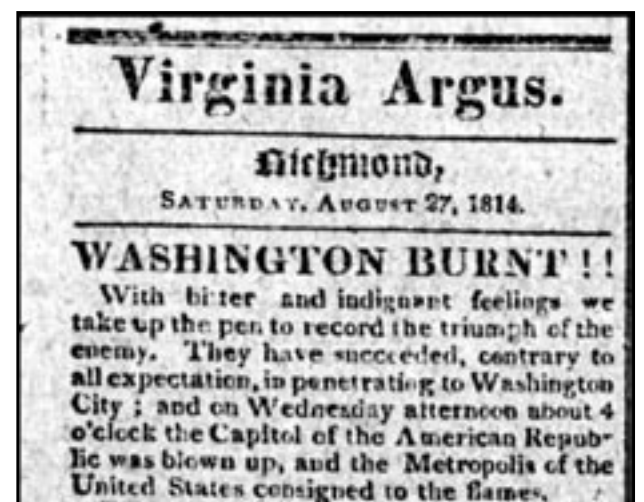 Virginia Argus.
Richmond,
SATURDAY, AUGUST 27, 1814.
WASHINGTON BURNT!!
With bitter and indignant feelings we
take up the pen to record the triumph of the
enemy. They have succeeded, contrary to
all expectation, in penetrating to Washington
City; and on Wednesday afternoon about 4
o'clock the Capitol of the American Repub-
lic was blown up, and the Metropolis of the
United States consigned to the flames.